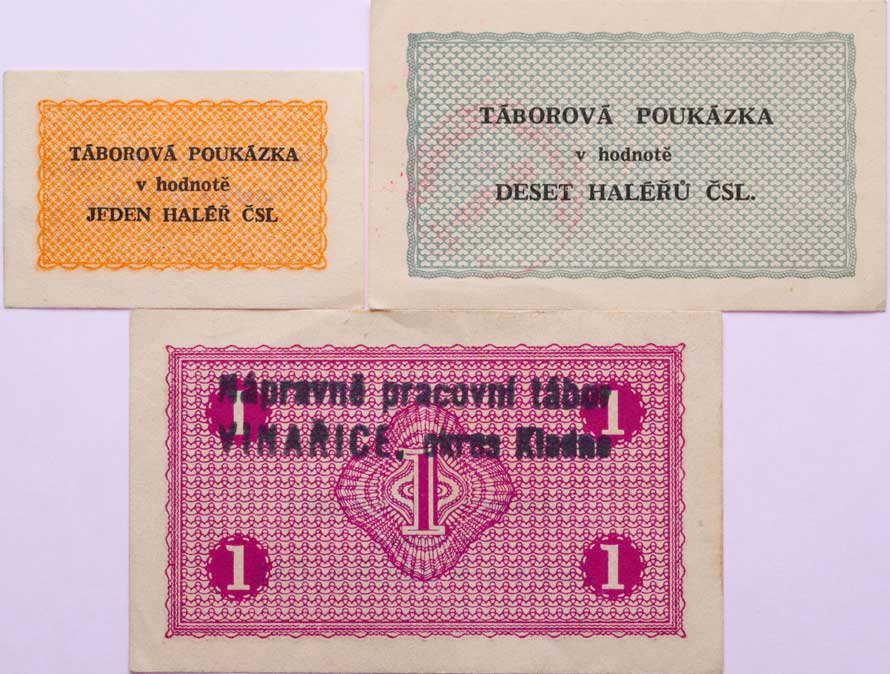 TÁBOROVÁ POUKÁZKA
v hodnotě
JEDEN HALÉŘ ČSL
TÁBOROVÁ POUKÁZKA
v hodnotě
DESET HALÉŘŮ ČSL.
Nápravně pracovní tábor
VINAŘICE, okres Kladno
1 1
1
1 1